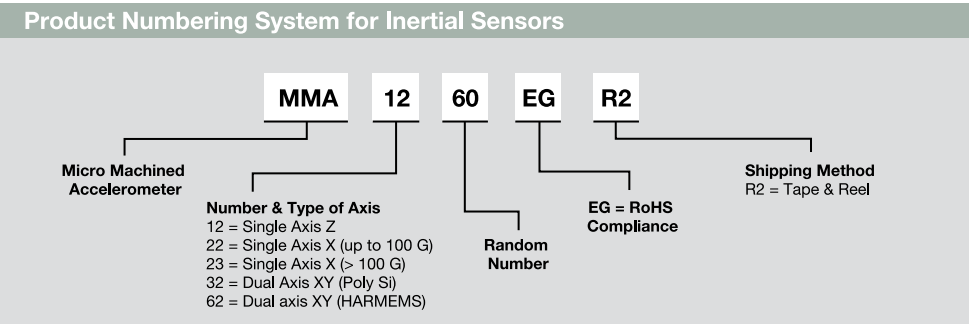 Product Numbering System for Inertial Sensors
MMA 12 60 EG R2
Micro Machined
Accelerometer
Number & Type of Axis
12 = Single Axis Z
22 = Single Axis X (up to 100 G)
23 = Single Axis X (> 100 G)
32 = Dual Axis XY (Poly Si)
62 = Dual axis XY (HARMEMS)
Random
Number
EG = RoHS
Compliance
Shipping Method
R2 = Tape & Reel